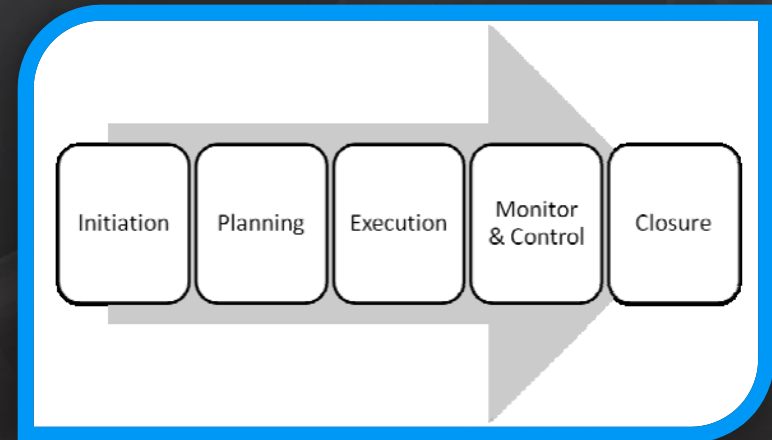 Initiation
Planning
Execution
Monitor
& Control
Closure